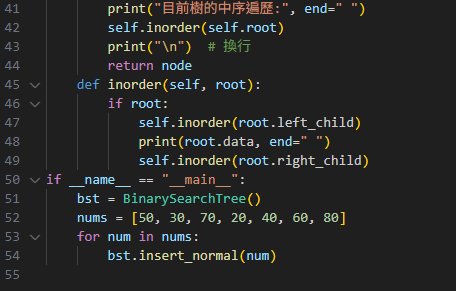 41 print("目前樹的中序遍歷:", end=" ")
42 self.inorder(self.root)
43 print("\n")  # 換行
44 return node
45 def inorder(self, root):
46 if root:
47 self.inorder(root.left_child)
48 print(root.data, end=" ")
49 self.inorder(root.right_child)
50 if __name__ == "__main__":
51 bst = BinarySearchTree()
52 nums = [50, 30, 70, 20, 40, 60, 80]
53 for num in nums:
54 bst.insert_normal(num)
55